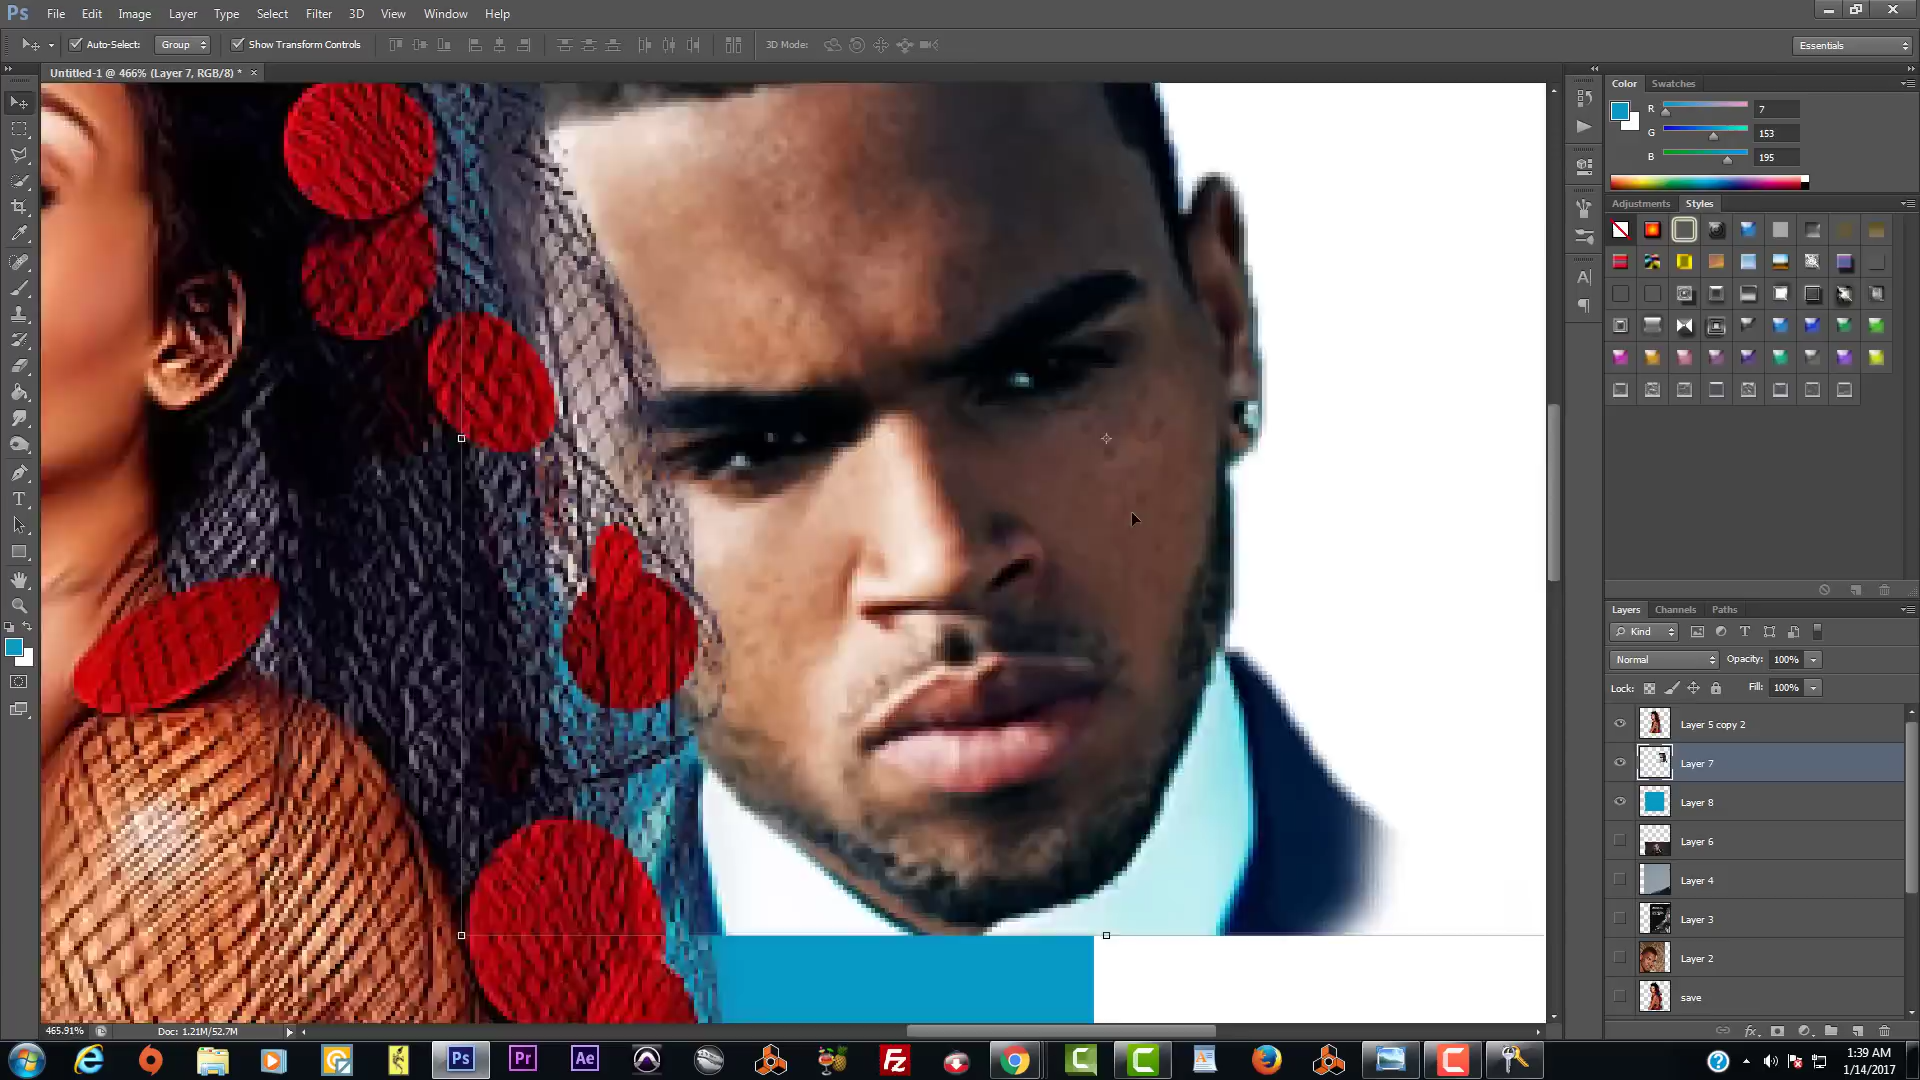 Ps File Edit Image Layer Type Select Filter 3D View Window Help
Auto-Select: Group Show Transform Controls 3D Mode: Essentials
Untitled-1 @ 466% (Layer 7, RGB/8) * ×
Color Swatches
R 7
G 153
B 195
Adjustments Styles
Layers Channels Paths
Kind
Normal Opacity: 100%
Lock: Fill: 100%
Layer 5 copy 2
Layer 7
Layer 8
Layer 6
Layer 4
Layer 3
Layer 2
save
465.91% Doc: 1.21M/52.7M
Ps Pr Ae
1:39 AM
1/14/2017